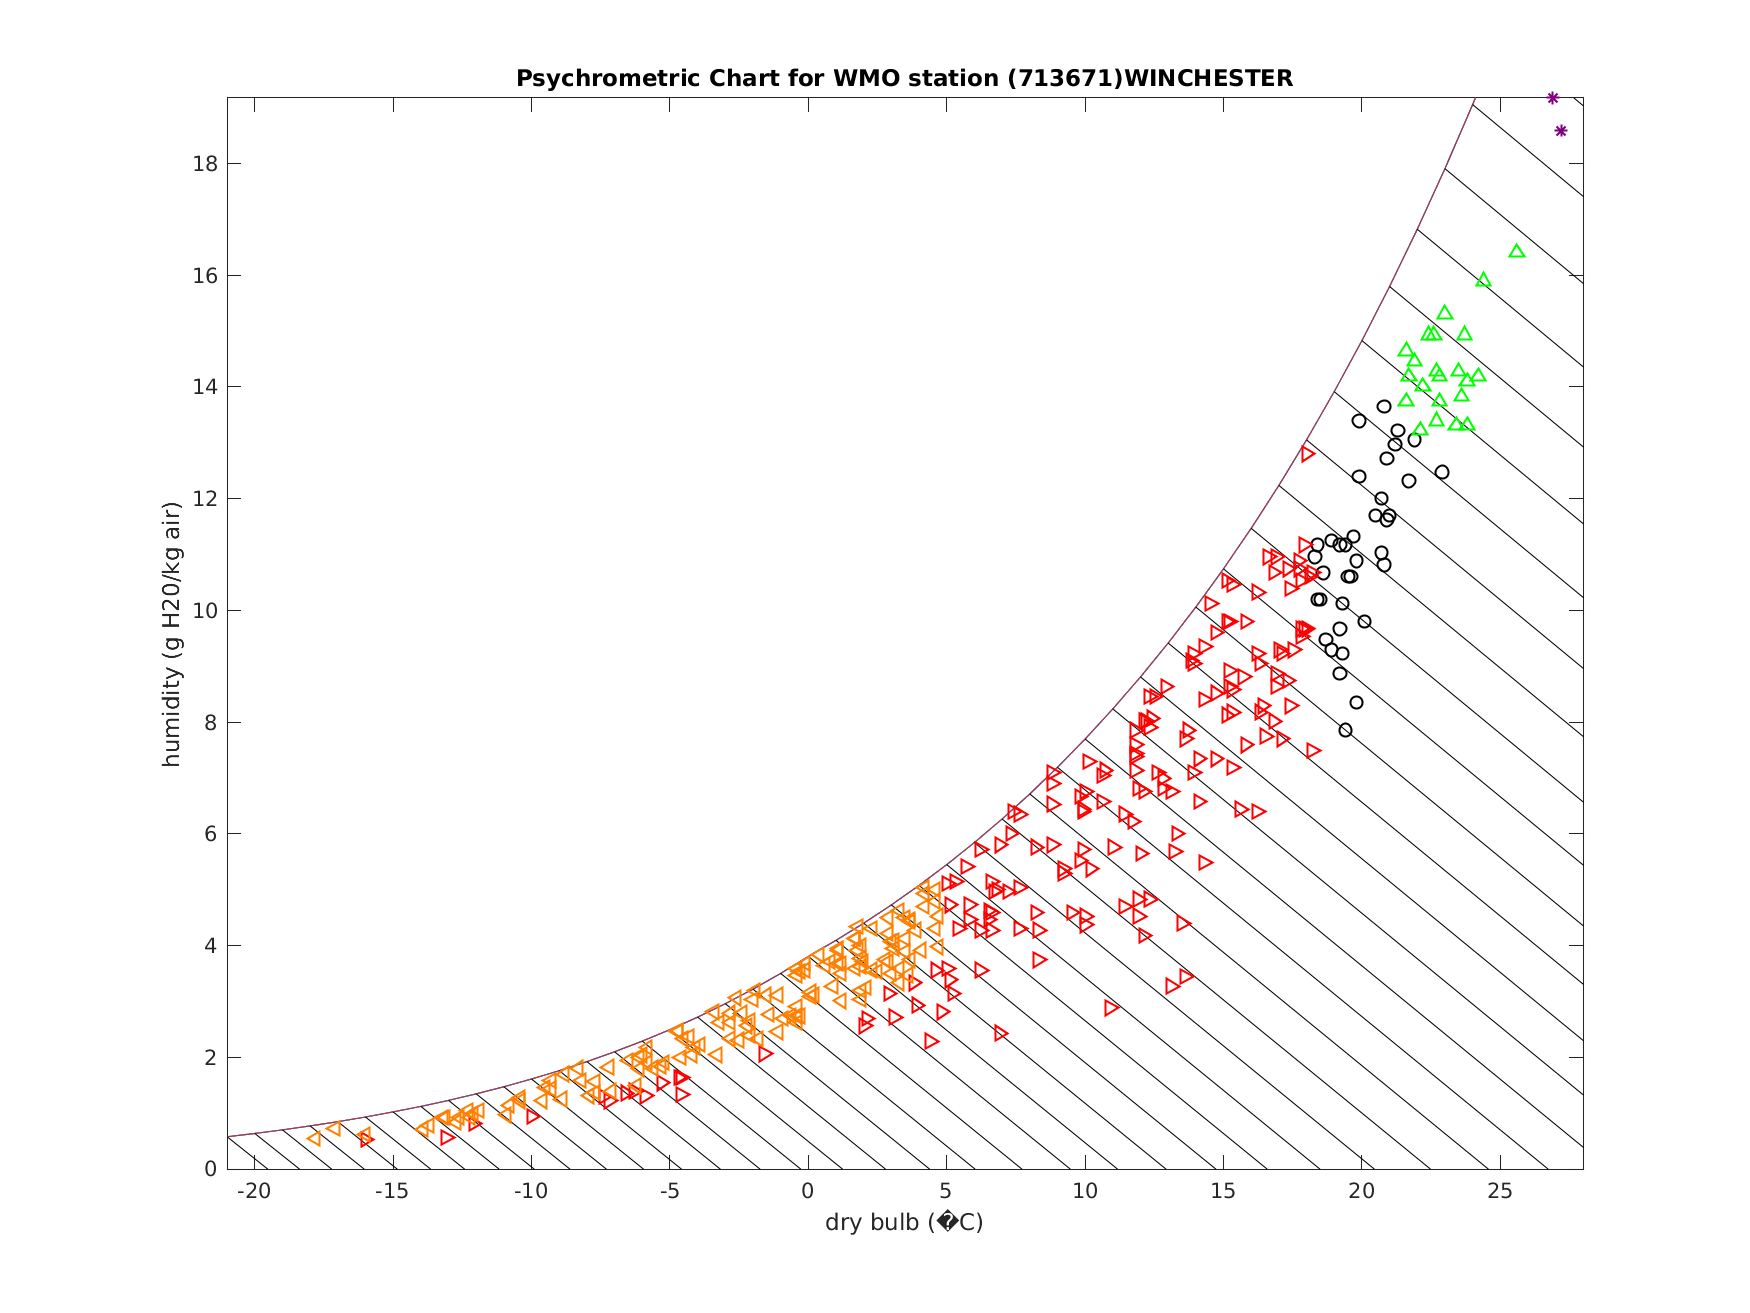 Psychrometric Chart for WMO station (713671)WINCHESTER
18
16
14
12
10
8
6
4
2
0
humidity (g H20/kg air)
-20 -15 -10 -5 0 5 10 15 20 25
dry bulb (�C)